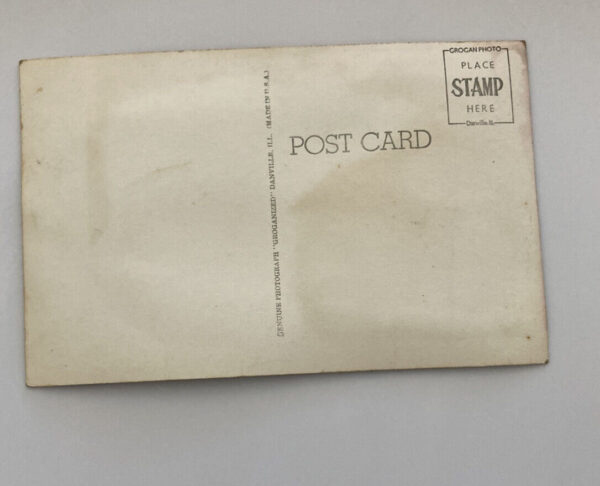 GROGAN PHOTO
PLACE
STAMP
HERE
Danville Ill.
POST CARD
GENUINE PHOTOGRAPH "GROGANIZED" DANVILLE, ILL. (MADE IN U.S.A.)